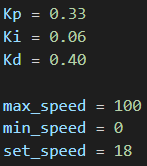 Kp = 0.33
Ki = 0.06
Kd = 0.40
max_speed = 100
min_speed = 0
set_speed = 18